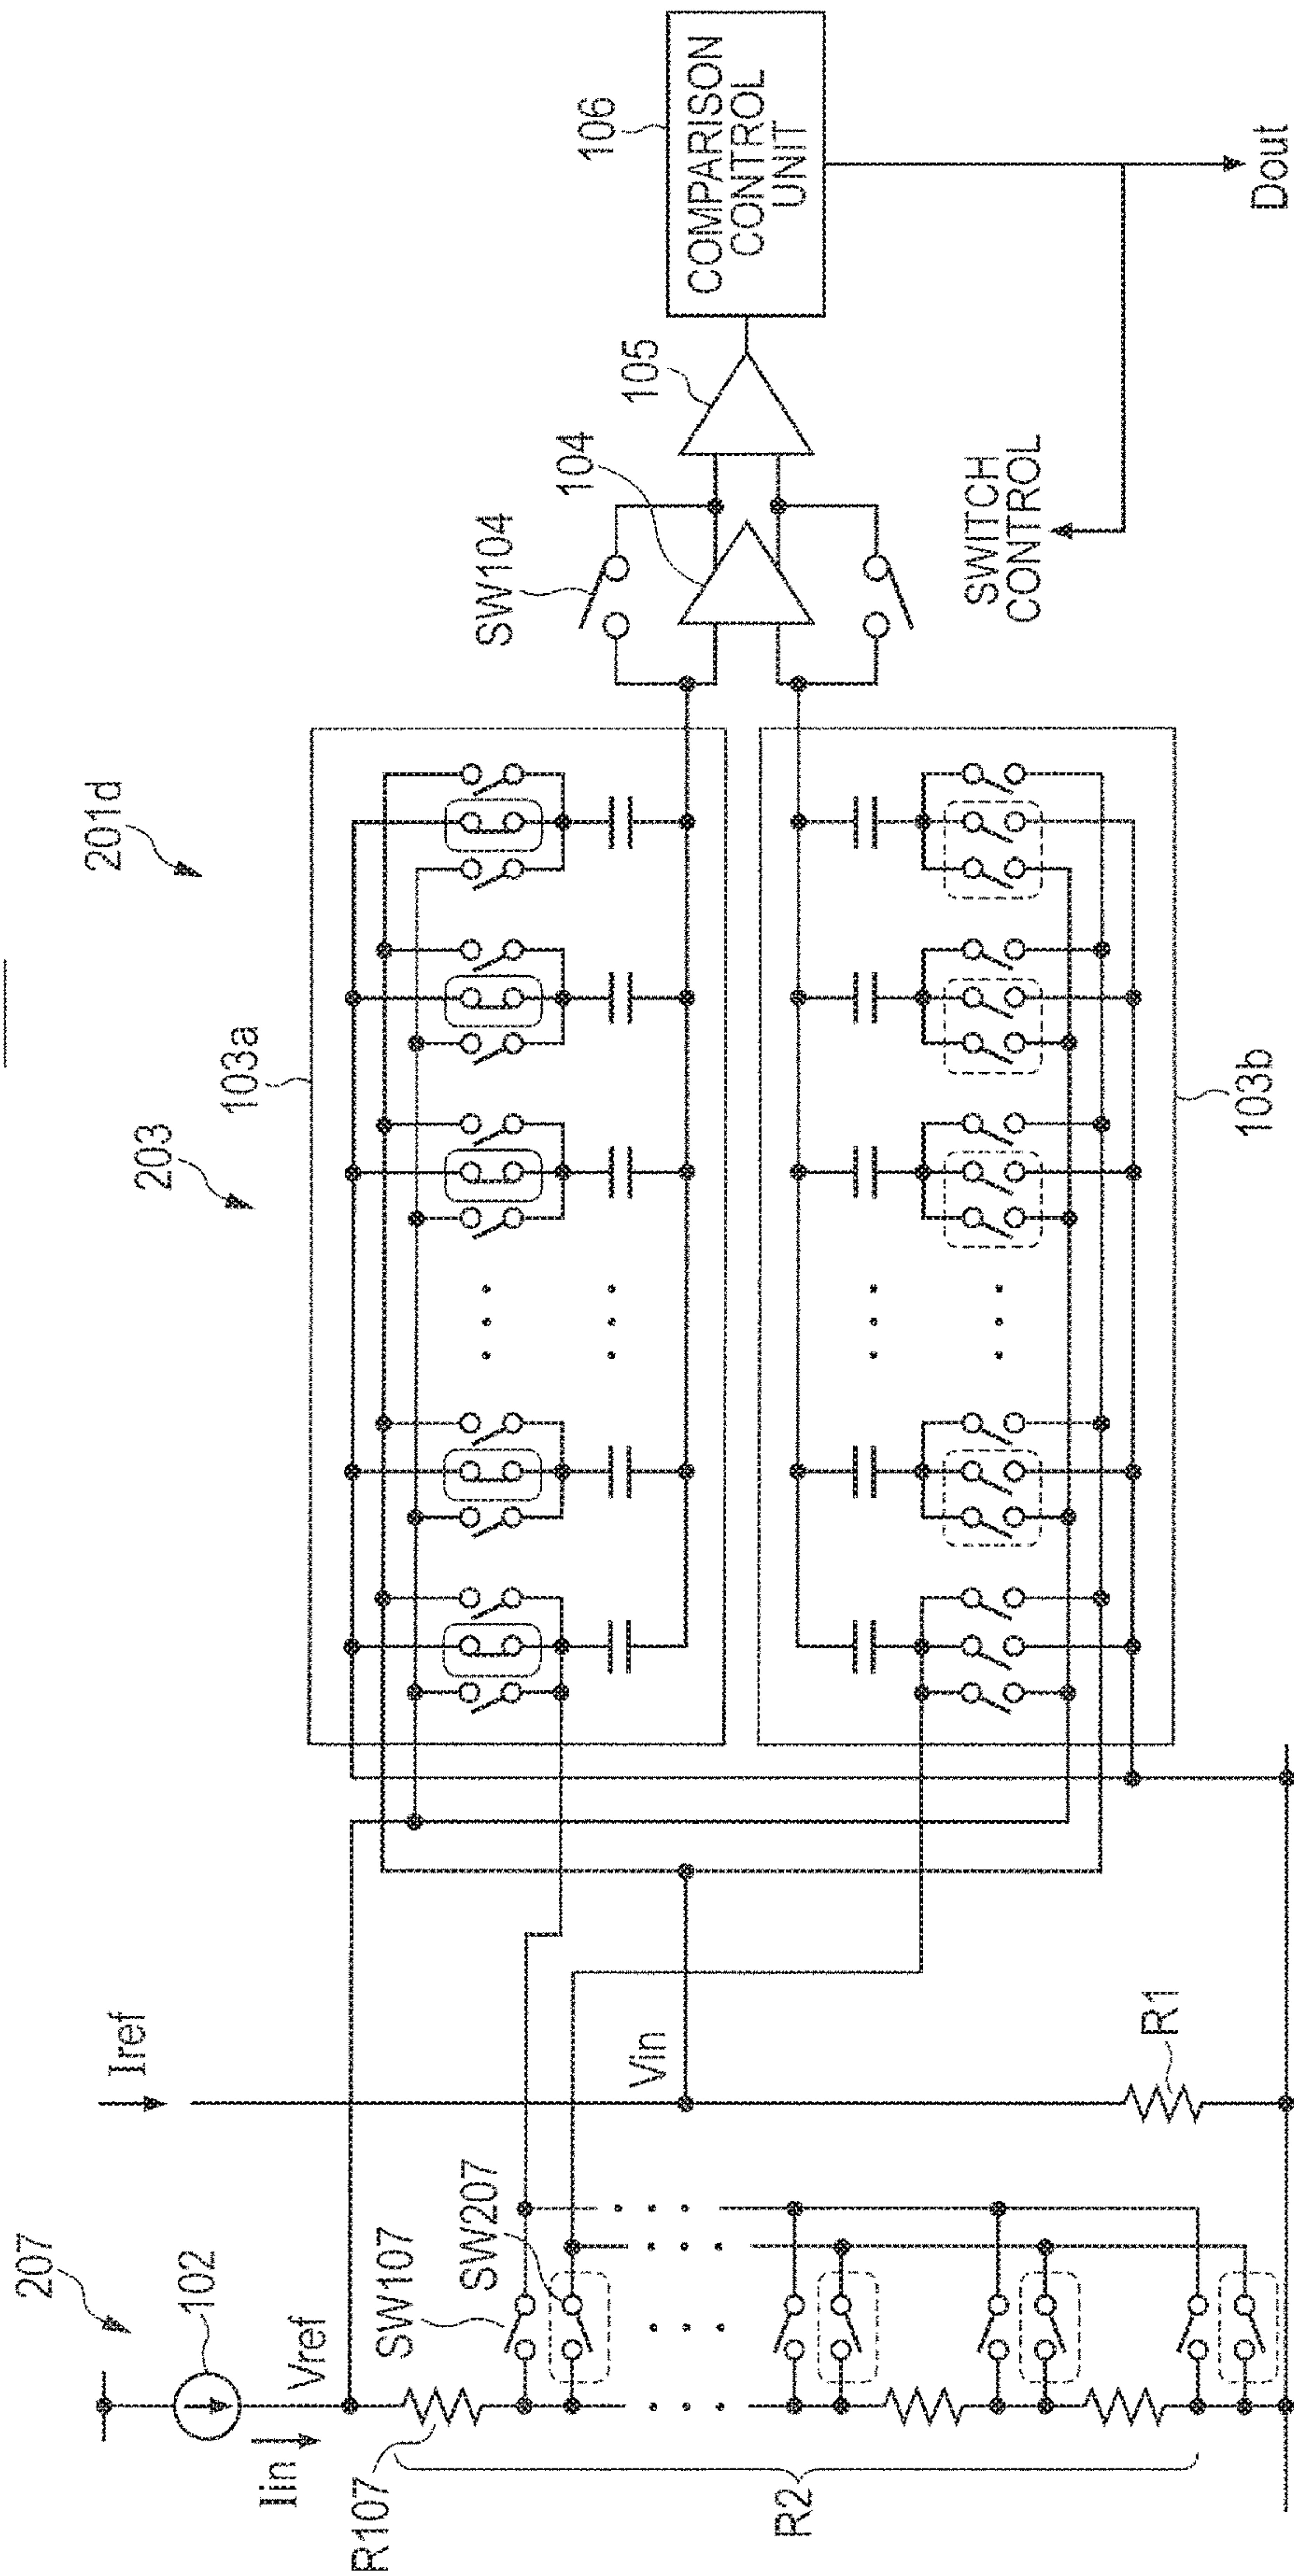 207
102
Iin
Vref
R107
R2
SW107
SW207
Iref
Vin
R1
203
201d
103a
103b
SW104
104
105
106
COMPARISON
CONTROL
UNIT
SWITCH
CONTROL
Dout